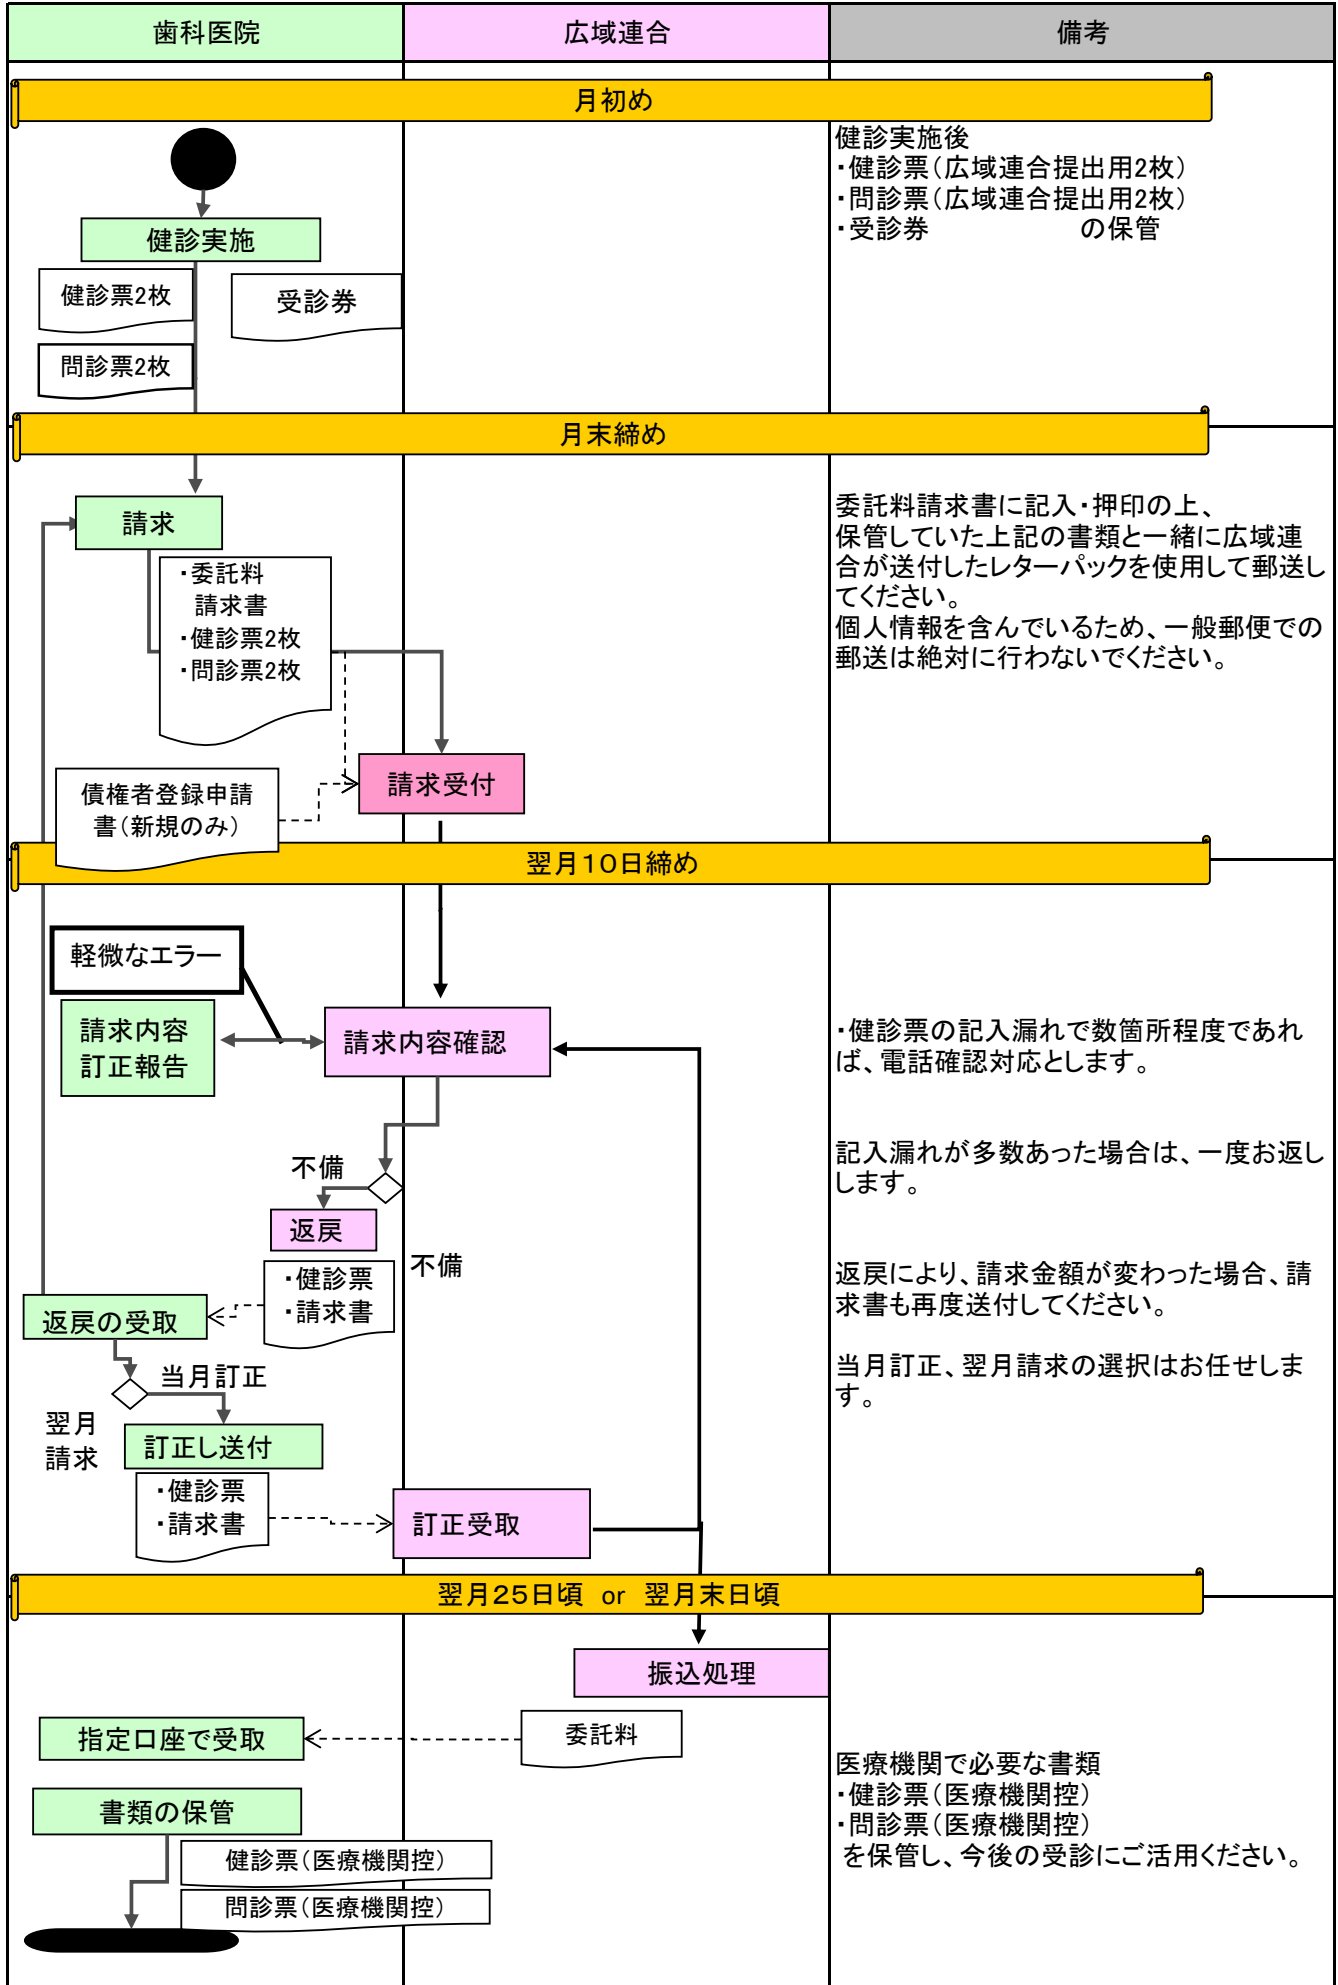 歯科医院
広域連合
備考
月初め
健診実施後
・健診票（広域連合提出用2枚）
・問診票（広域連合提出用2枚）
・受診券　　　　　の保管
健診実施
健診票2枚
受診券
問診票2枚
月末締め
請求
・委託料
請求書
・健診票2枚
・問診票2枚
委託料請求書に記入・押印の上、
保管していた上記の書類と一緒に広域連
合が送付したレターパックを使用して郵送し
てください。
個人情報を含んでいるため、一般郵便での
郵送は絶対に行わないでください。
請求受付
債権者登録申請
書（新規のみ）
翌月１０日締め
軽微なエラー
請求内容
訂正報告
請求内容確認
・健診票の記入漏れで数箇所程度であれ
ば、電話確認対応とします。
記入漏れが多数あった場合は、一度お返し
します。
不備
返戻
不備
・健診票
・請求書
返戻の受取
返戻により、請求金額が変わった場合、請
求書も再度送付してください。
当月訂正、翌月請求の選択はお任せしま
す。
当月訂正
翌月
請求
訂正し送付
・健診票
・請求書
訂正受取
翌月２５日頃 or 翌月末日頃
振込処理
指定口座で受取
委託料
医療機関で必要な書類
・健診票（医療機関控）
・問診票（医療機関控）
を保管し、今後の受診にご活用ください。
書類の保管
健診票（医療機関控）
問診票（医療機関控）